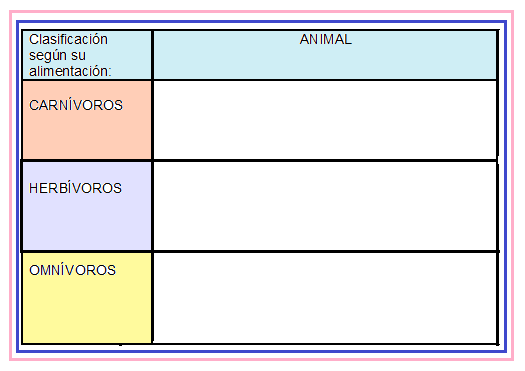 Clasificación
según su
alimentación:
ANIMAL
CARNÍVOROS
HERBÍVOROS
OMNÍVOROS